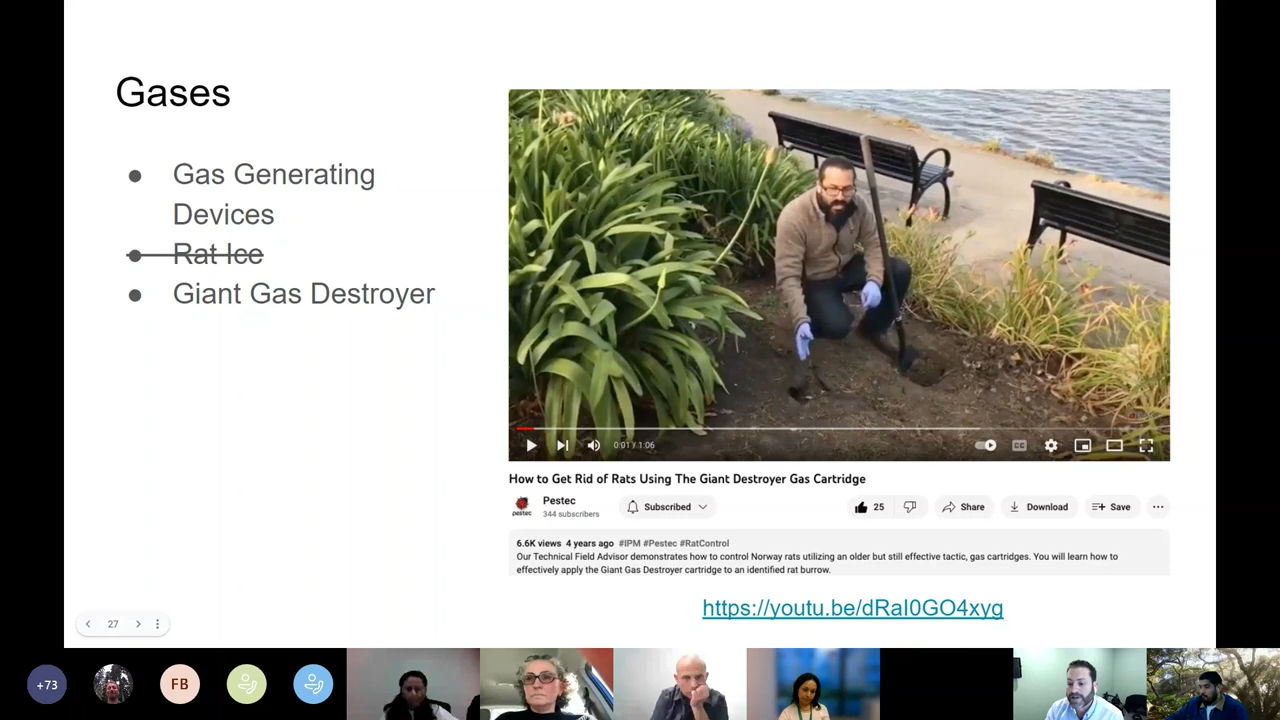 Gases
● Gas Generating
Devices
● Rat Ice
● Giant Gas Destroyer
0:01 / 1:06
CC
How to Get Rid of Rats Using The Giant Destroyer Gas Cartridge
pestec
Pestec
344 subscribers
Subscribed
25
Share
Download
Save
6.6K views 4 years ago #IPM #Pestec #RatControl
Our Technical Field Advisor demonstrates how to control Norway rats utilizing an older but still effective tactic, gas cartridges. You will learn how to
effectively apply the Giant Gas Destroyer cartridge to an identified rat burrow.
https://youtu.be/dRaI0GO4xyg
27
+73
FB